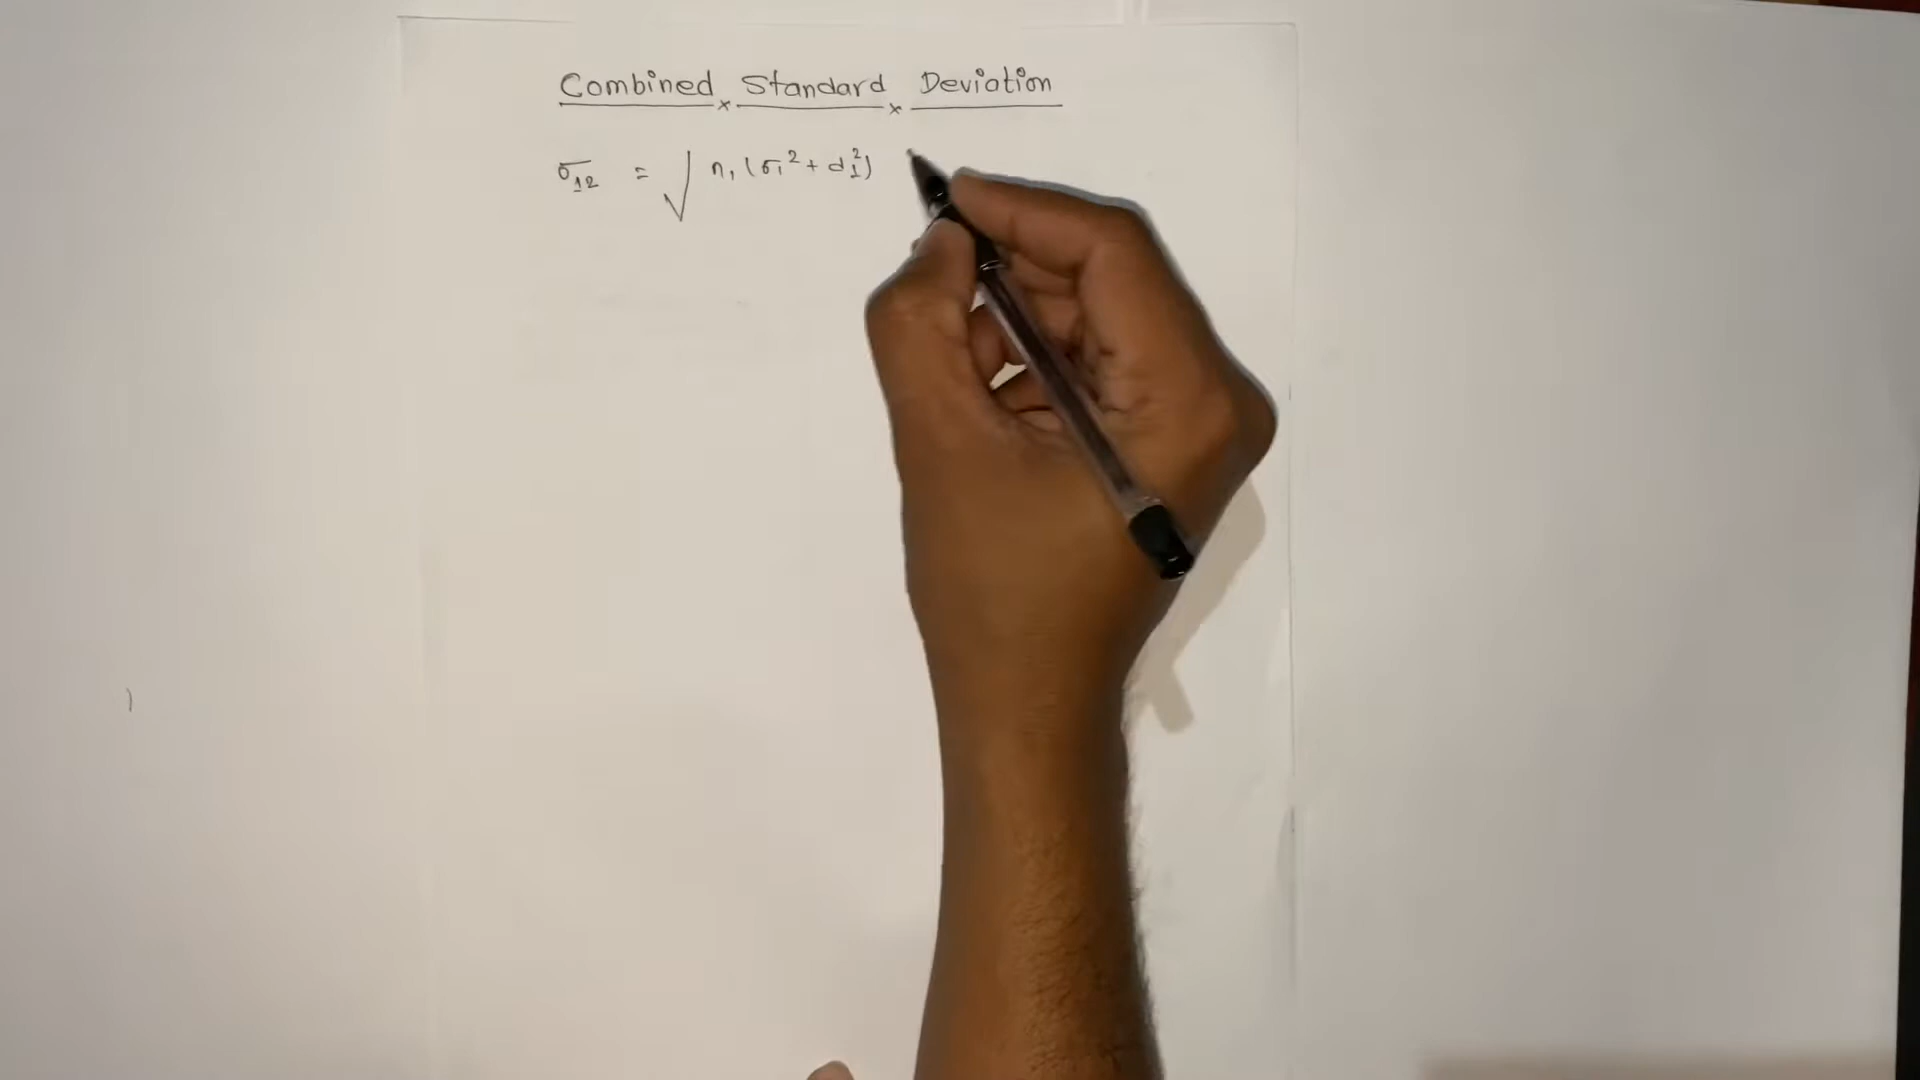 Combined Standard Deviation
σ₁₂ = √ n₁(σ₁² + d₁²)